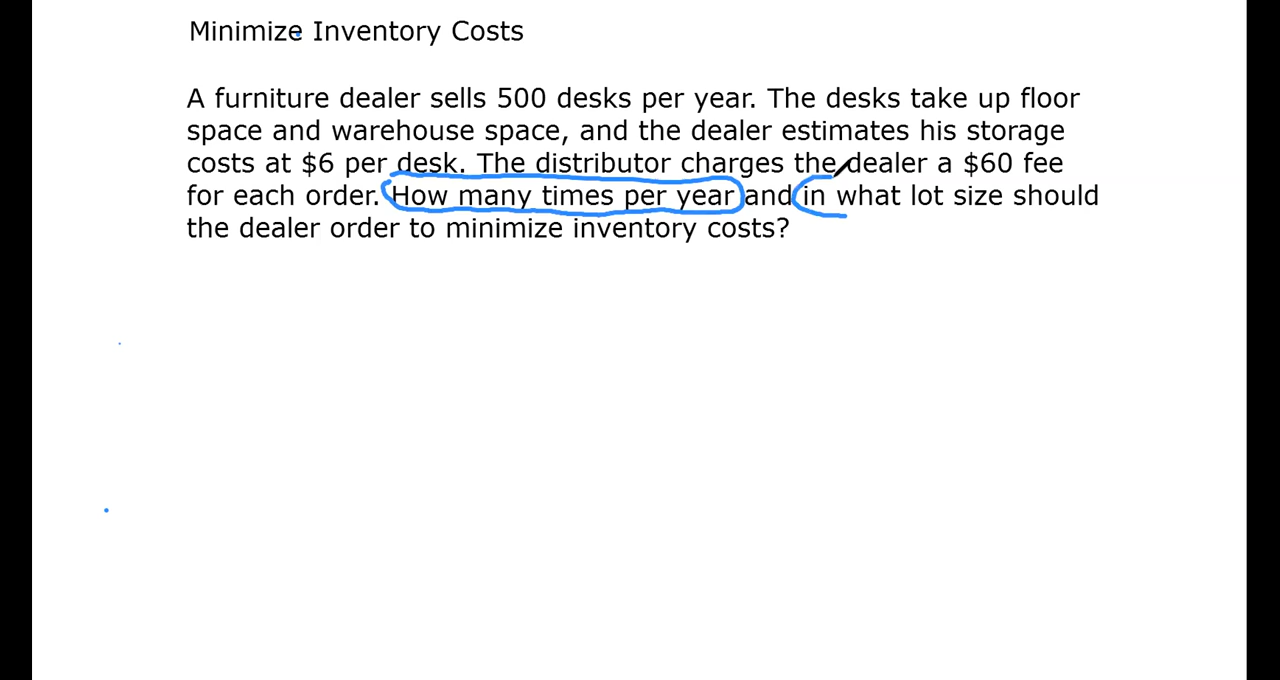 Minimize Inventory Costs
A furniture dealer sells 500 desks per year. The desks take up floor
space and warehouse space, and the dealer estimates his storage
costs at $6 per desk. The distributor charges the dealer a $60 fee
for each order. How many times per year and in what lot size should
the dealer order to minimize inventory costs?